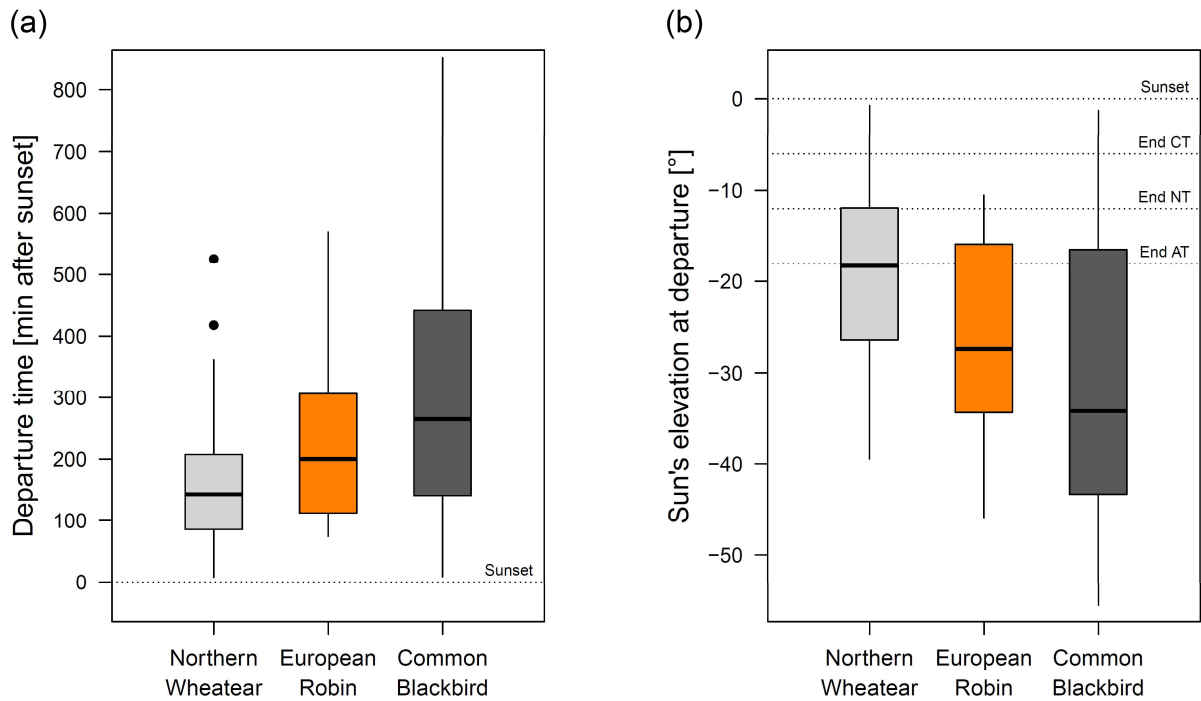 (a)
Departure time [min after sunset]
800
700
600
500
400
300
200
100
0
Sunset
Northern
Wheatear
European
Robin
Common
Blackbird
(b)
Sun's elevation at departure [°]
−0
−10
−20
−30
−40
−50
Sunset
End CT
End NT
End AT
Northern
Wheatear
European
Robin
Common
Blackbird